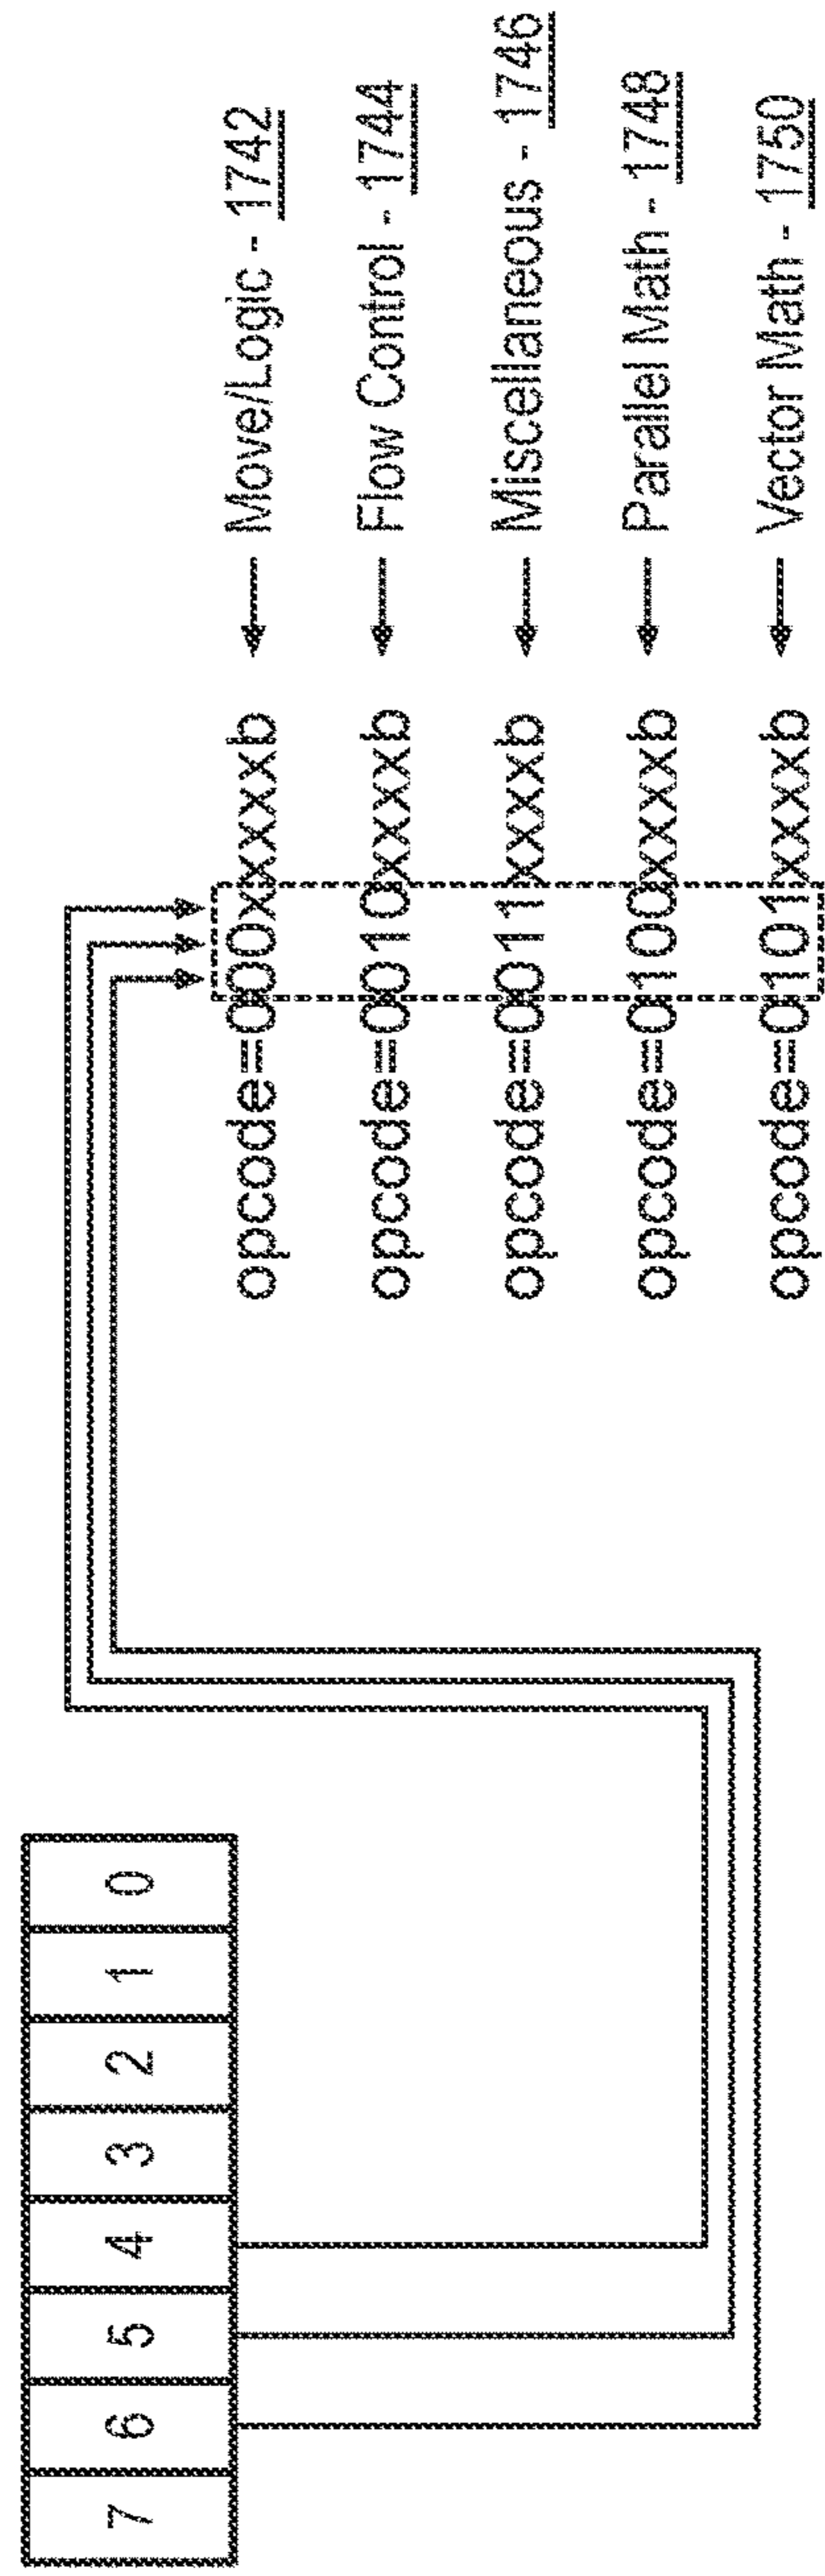 7 6 5 4 3 2 1 0
opcode=000xxxxxb ← Move/Logic - 1742
opcode=0010xxxxb ← Flow Control - 1744
opcode=0011xxxxb ← Miscellaneous - 1746
opcode=0100xxxxb ← Parallel Math - 1748
opcode=0101xxxxb ← Vector Math - 1750